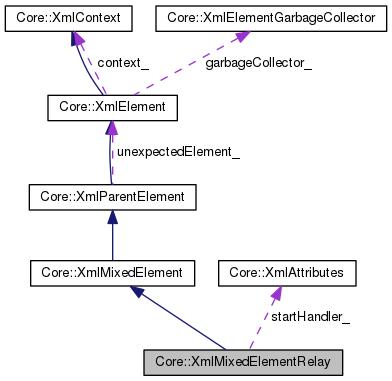 Core::XmlContext
Core::XmlElementGarbageCollector
context_
garbageCollector_
Core::XmlElement
unexpectedElement_
Core::XmlParentElement
Core::XmlMixedElement
Core::XmlAttributes
startHandler_
Core::XmlMixedElementRelay